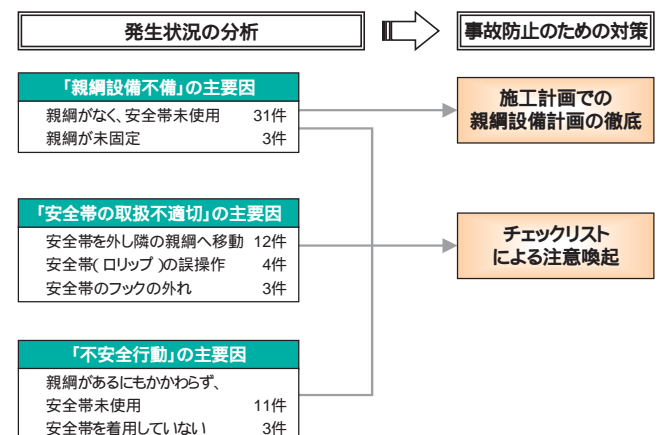 発生状況の分析
事故防止のための対策
「親綱設備不備」の主要因
親綱がなく、安全帯未使用 31件
親綱が未固定 3件
施工計画での
親綱設備計画の徹底
「安全帯の取扱不適切」の主要因
安全帯を外し隣の親綱へ移動 12件
安全帯(ロリップ)の誤操作 4件
安全帯のフックの外れ 3件
チェックリスト
による注意喚起
「不安全行動」の主要因
親綱があるにもかかわらず、
安全帯未使用 11件
安全帯を着用していない 3件